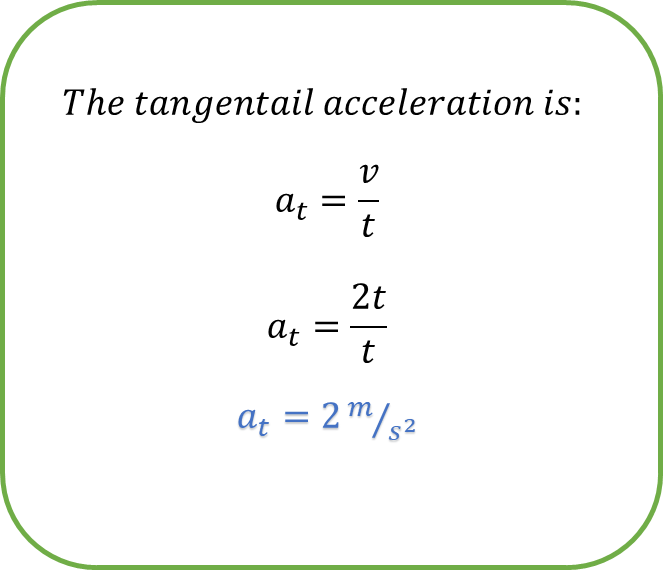 The tangentail acceleration is:
a_t = v/t
a_t = 2t/t
a_t = 2 m/s²